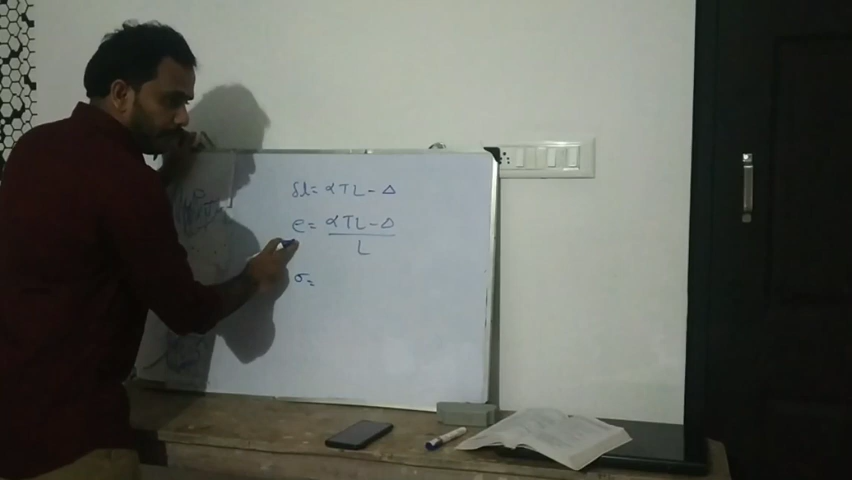 δl = αTL - Δ
e = αTL - Δ
L
σ =